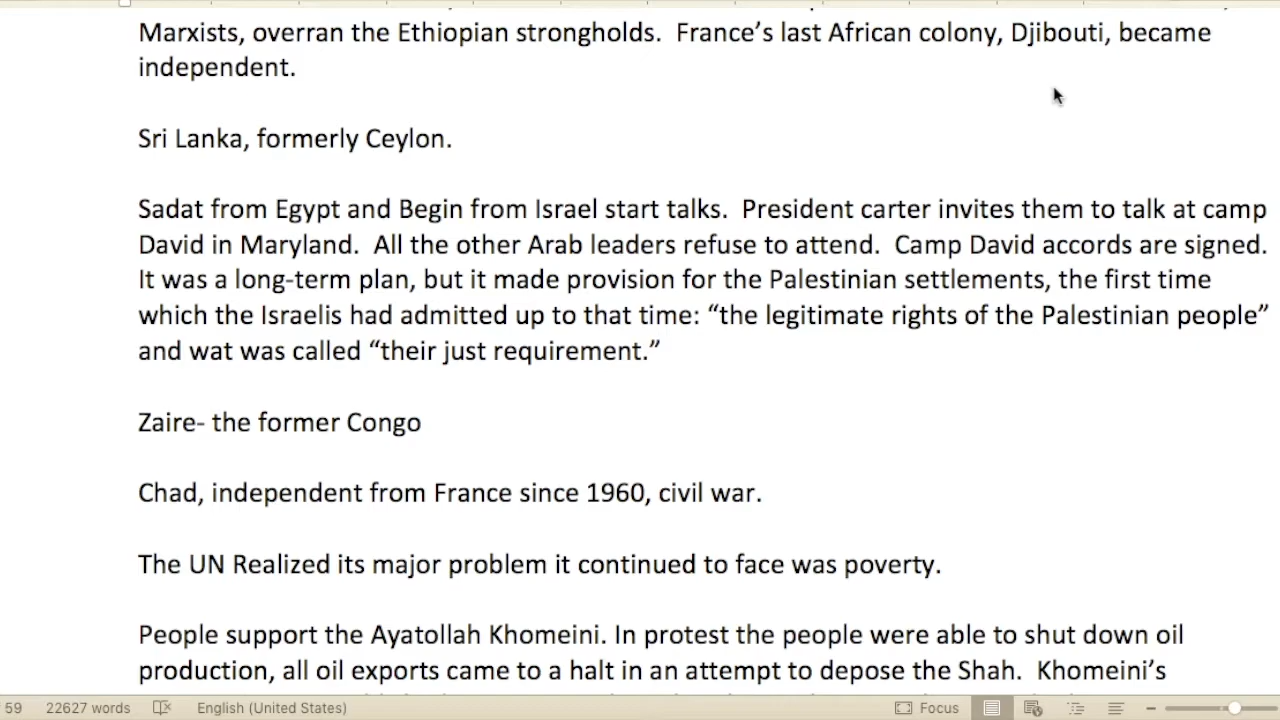 Marxists, overran the Ethiopian strongholds.  France’s last African colony, Djibouti, became
independent.
Sri Lanka, formerly Ceylon.
Sadat from Egypt and Begin from Israel start talks.  President carter invites them to talk at camp
David in Maryland.  All the other Arab leaders refuse to attend.  Camp David accords are signed.
It was a long-term plan, but it made provision for the Palestinian settlements, the first time
which the Israelis had admitted up to that time: “the legitimate rights of the Palestinian people”
and wat was called “their just requirement.”
Zaire- the former Congo
Chad, independent from France since 1960, civil war.
The UN Realized its major problem it continued to face was poverty.
People support the Ayatollah Khomeini. In protest the people were able to shut down oil
production, all oil exports came to a halt in an attempt to depose the Shah.  Khomeini’s
59 22627 words English (United States) Focus